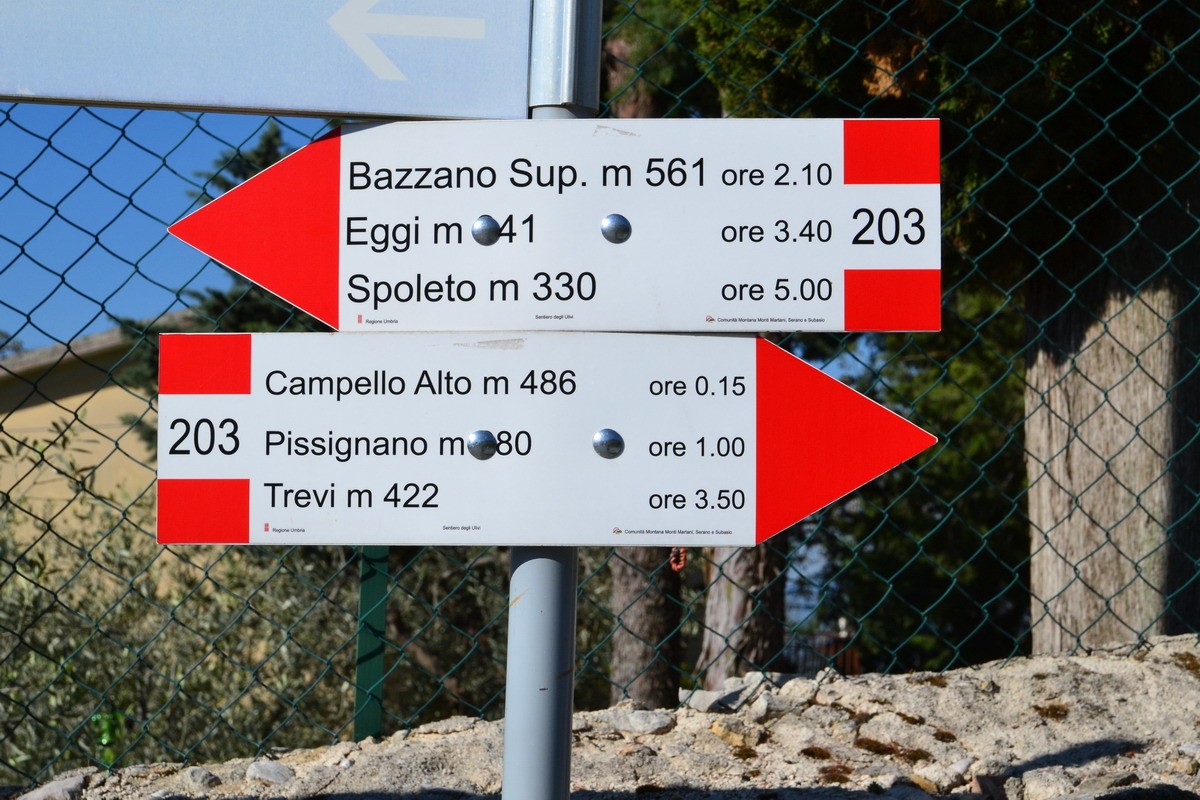 Bazzano Sup. m 561 ore 2.10
Eggi m 41 ore 3.40
203
Spoleto m 330 ore 5.00
Regione Umbria Sentiero degli Ulivi Comunità Montana Monti Martani, Serano e Subasio
Campello Alto m 486 ore 0.15
203
Pissignano m 80 ore 1.00
Trevi m 422 ore 3.50
Regione Umbria Sentiero degli Ulivi Comunità Montana Monti Martani, Serano e Subasio